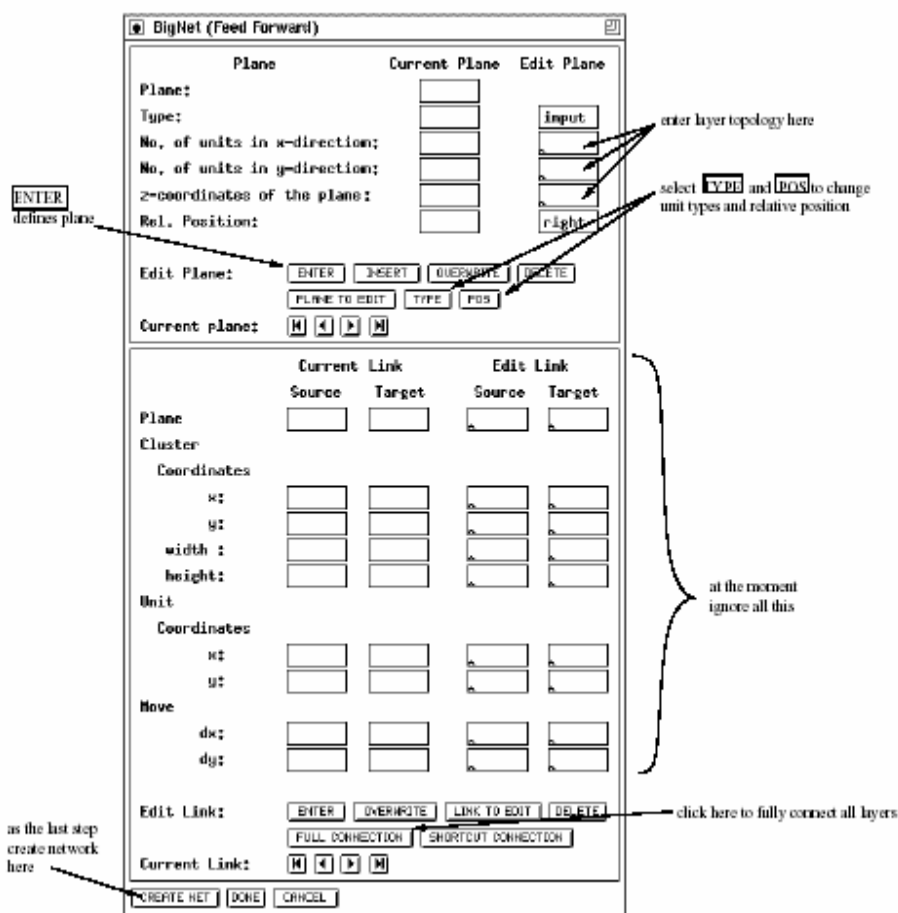 BigNet (Feed Forward)
Plane Current Plane Edit Plane
Plane:
Type: input
No. of units in x-direction:
No. of units in y-direction:
z-coordinates of the plane:
Rel. Position: right
enter layer topology here
select TYPE and POS to change
unit types and relative position
ENTER
defines plane
Edit Plane: ENTER INSERT OVERWRITE DELETE
PLANE TO EDIT TYPE POS
Current plane:
Current Link Edit Link
Source Target Source Target
Plane
Cluster
Coordinates
x:
y:
width :
height:
Unit
Coordinates
x:
y:
Move
dx:
dy:
at the moment
ignore all this
Edit Link: ENTER OVERWRITE LINK TO EDIT DELETE
FULL CONNECTION SHORTCUT CONNECTION
click here to fully connect all layers
Current Link:
as the last step
create network
here
CREATE NET DONE CANCEL